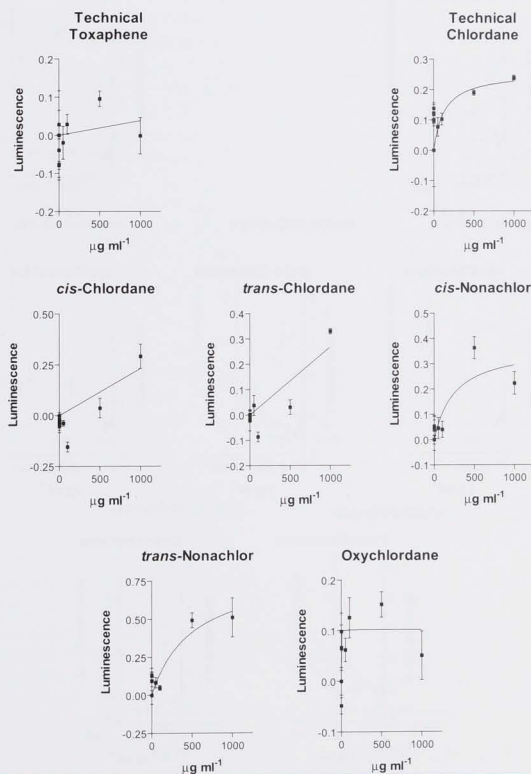 Technical
Toxaphene
Luminescence
0.2
0.1
0.0
-0.1
0.2
0
500
1000
µg ml-1
Technical
Chlordane
Luminescence
0.3
0.2
0.1
0.0
-0.1
-0.2
0
500
1000
µg ml-1
cis-Chlordane
Luminescence
0.50
0.25
0.00
-0.25
0
500
1000
µg ml-1
trans-Chlordane
Luminescence
0.4
0.3
0.2
0.1
0.0
-0.1
-0.2
0
500
1000
µg ml-1
cis-Nonachlor
Luminescence
0.5
0.4
0.3
0.2
0.1
0.0
-0.1
0
500
1000
µg ml-1
trans-Nonachlor
Luminescence
0.75
0.50
0.25
0.00
-0.25
0
500
1000
µg ml-1
Oxychlordane
Luminescence
0.2
0.1
0.0
-0.1
0
500
1000
µg ml-1